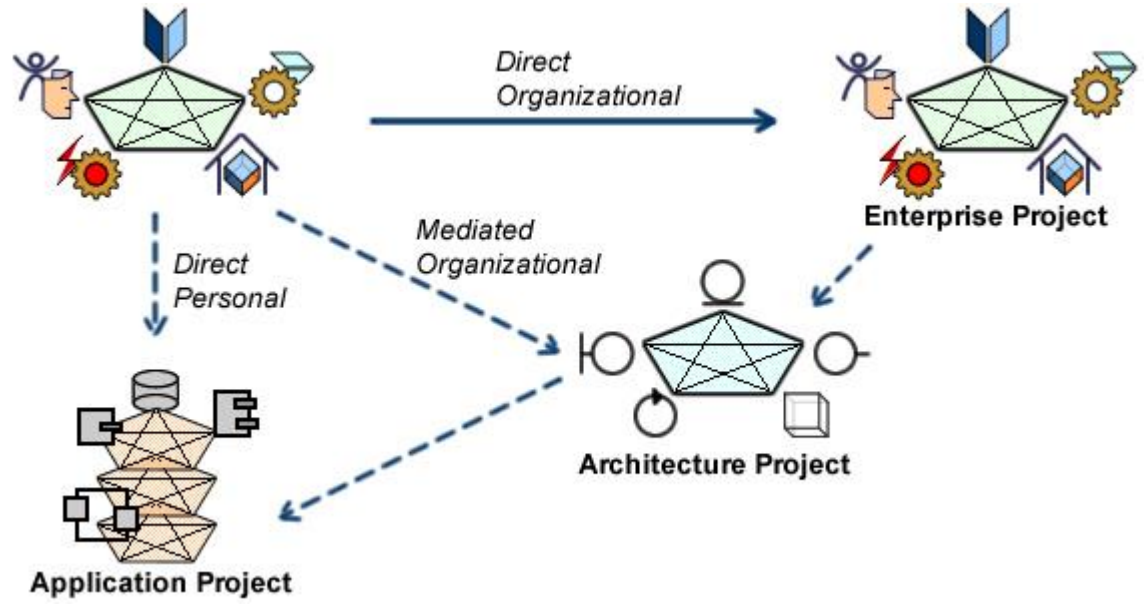 Direct
Organizational
Enterprise Project
Mediated
Organizational
Direct
Personal
Architecture Project
Application Project